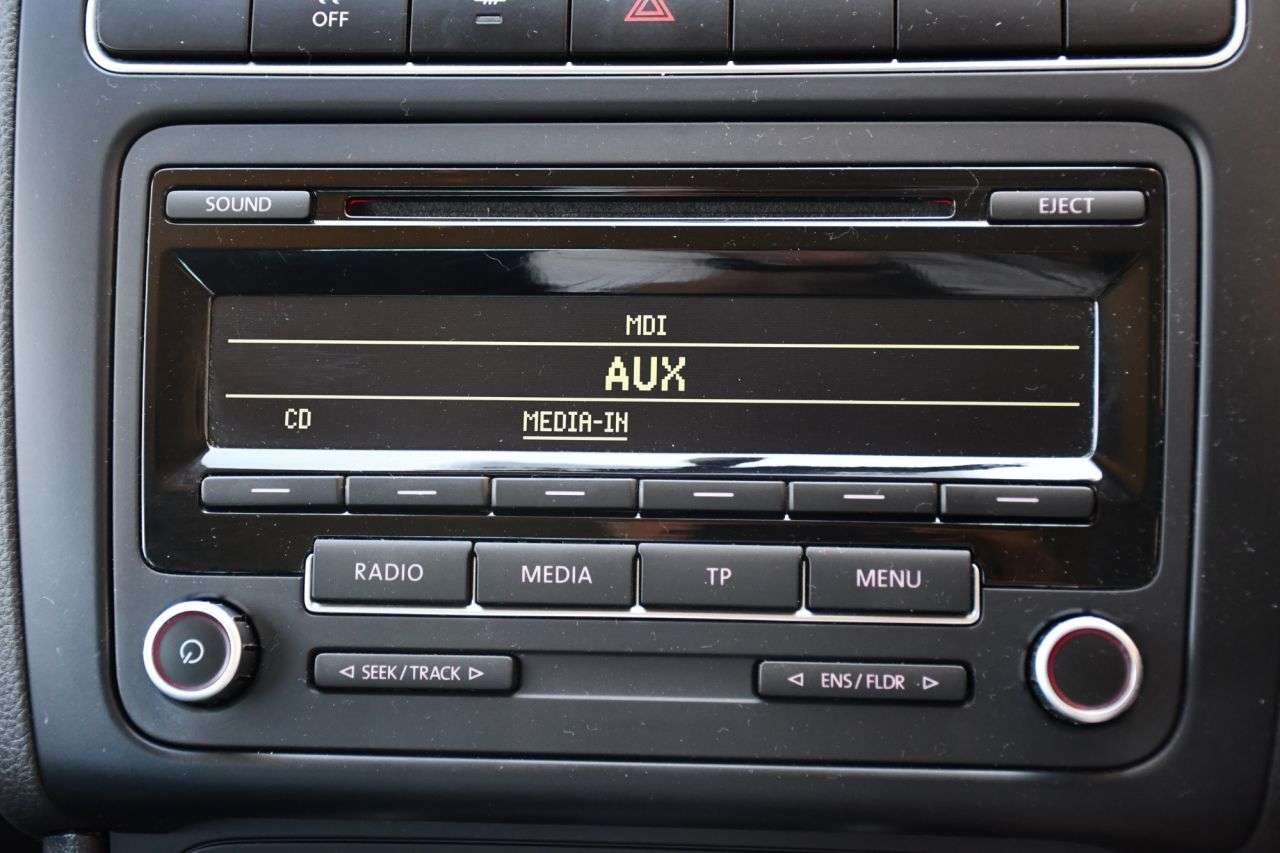 OFF
SOUND EJECT
MDI
AUX
CD MEDIA-IN
RADIO MEDIA TP MENU
◁ SEEK/TRACK ▷ ◁ ENS/FLDR ▷